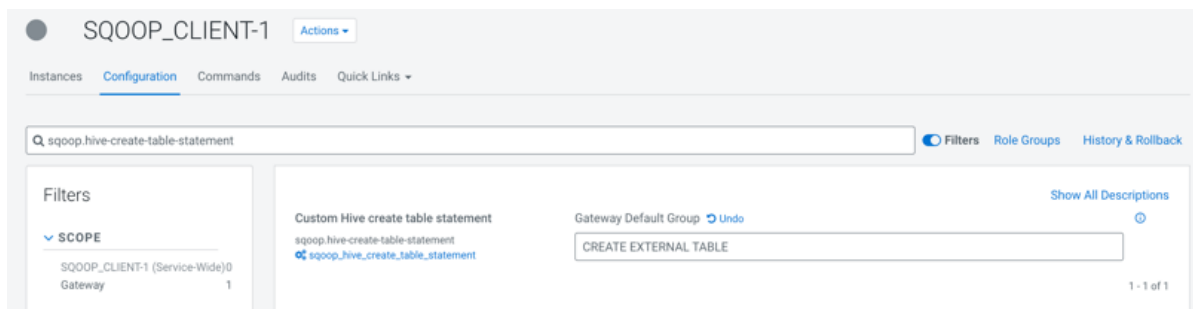 SQOOP_CLIENT-1 Actions
Instances Configuration Commands Audits Quick Links
sqoop.hive-create-table-statement Filters Role Groups History & Rollback
Filters
Show All Descriptions
Custom Hive create table statement Gateway Default Group Undo
SCOPE
sqoop.hive-create-table-statement
CREATE EXTERNAL TABLE
sqoop_hive_create_table_statement
SQOOP_CLIENT-1 (Service-Wide) 0
Gateway 1
1 - 1 of 1